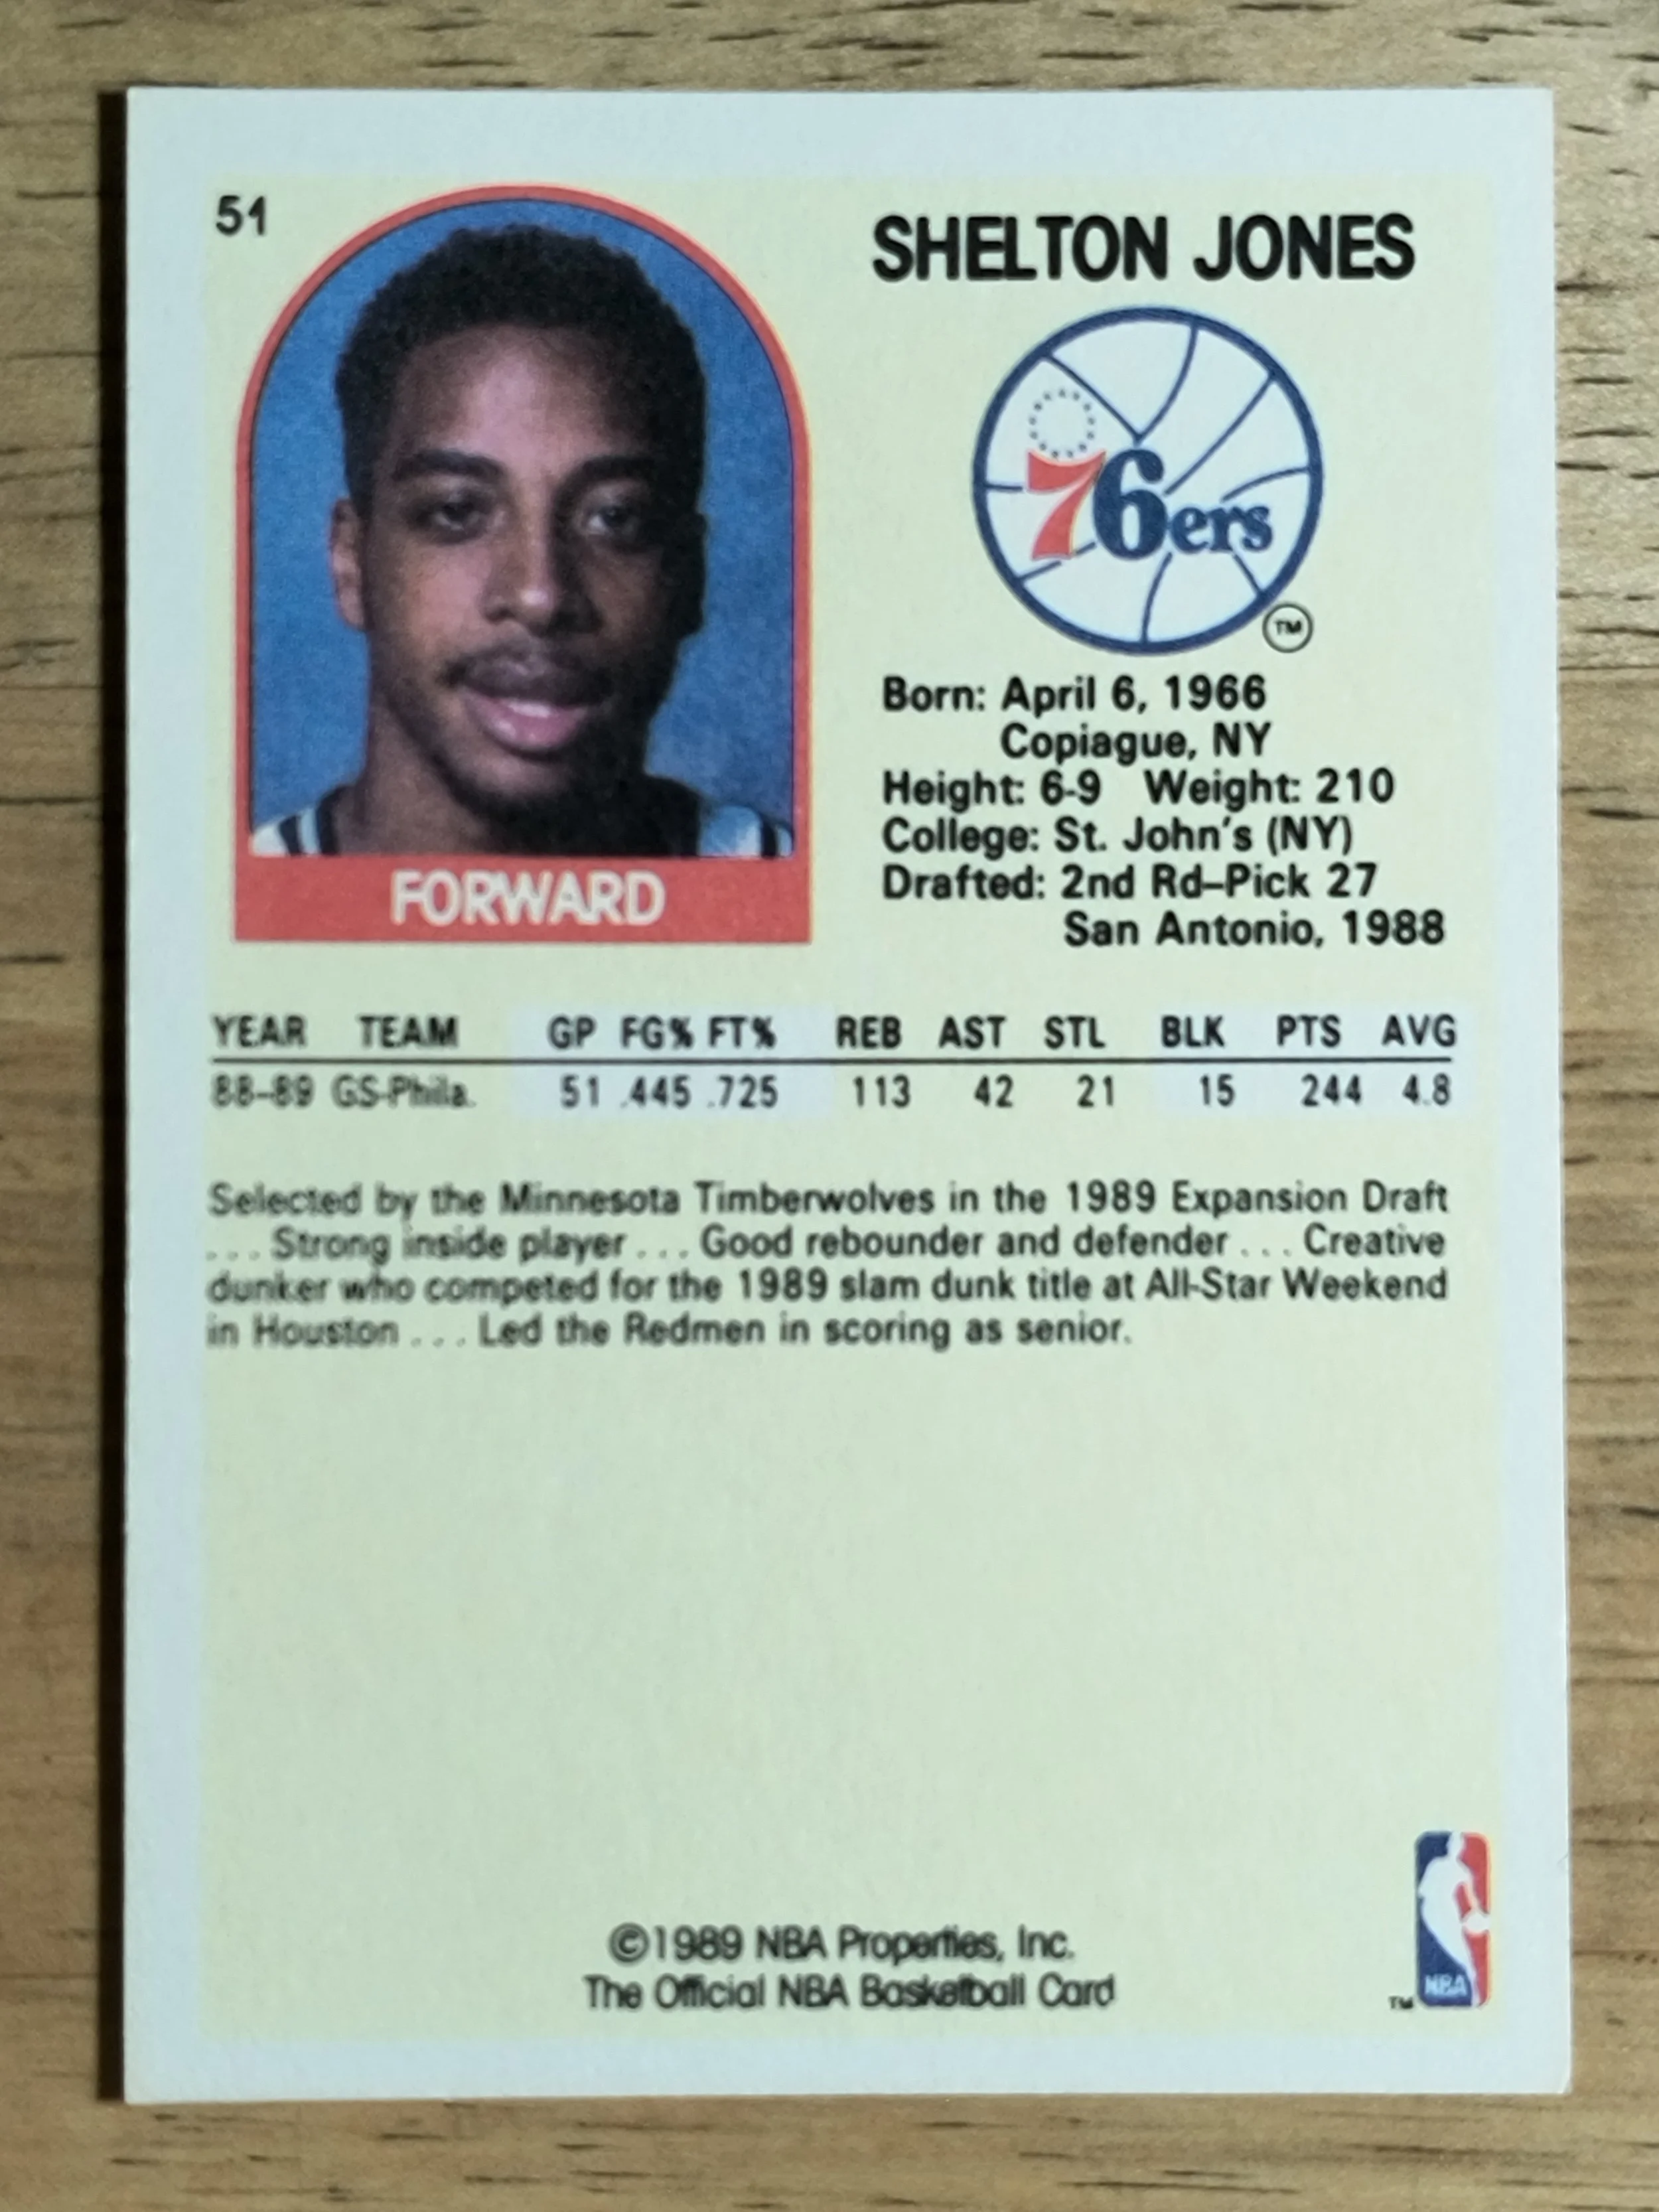 51
SHELTON JONES
76ers
TM
Born: April 6, 1966
Copiague, NY
Height: 6-9 Weight: 210
College: St. John's (NY)
Drafted: 2nd Rd–Pick 27
San Antonio, 1988
FORWARD
YEAR TEAM GP FG% FT% REB AST STL BLK PTS AVG
88–89 GS-Phila. 51 .445 .725 113 42 21 15 244 4.8
Selected by the Minnesota Timberwolves in the 1989 Expansion Draft
... Strong inside player ... Good rebounder and defender ... Creative
dunker who competed for the 1989 slam dunk title at All-Star Weekend
in Houston ... Led the Redmen in scoring as senior.
©1989 NBA Properties, Inc.
The Official NBA Basketball Card
TM
NBA